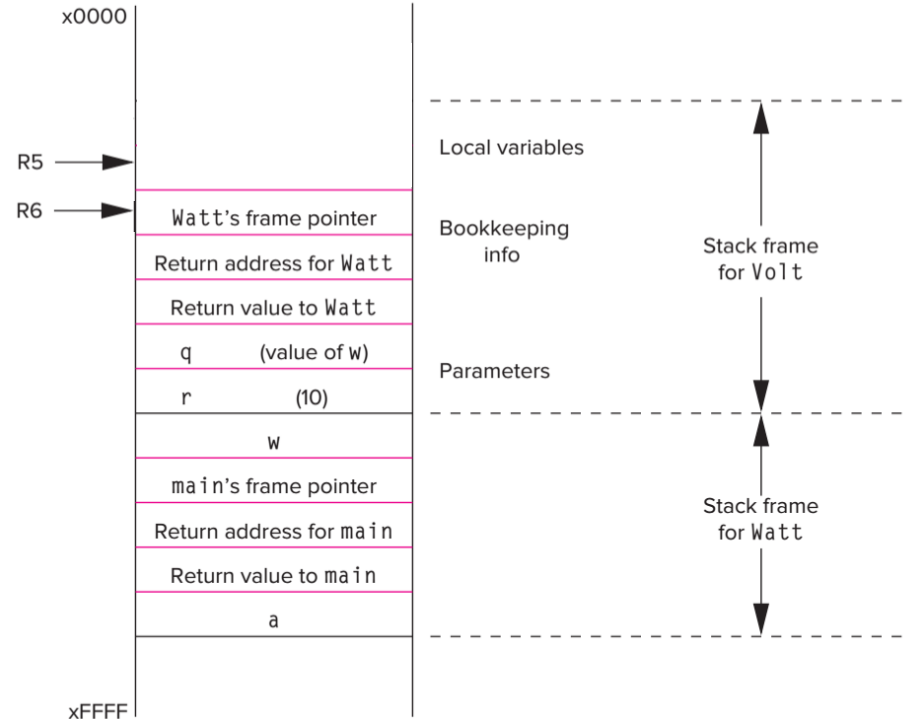 x0000
Local variables
R5
R6
Watt's frame pointer
Bookkeeping
info
Stack frame
for Volt
Return address for Watt
Return value to Watt
q (value of w)
Parameters
r (10)
w
main's frame pointer
Stack frame
for Watt
Return address for main
Return value to main
a
xFFFF